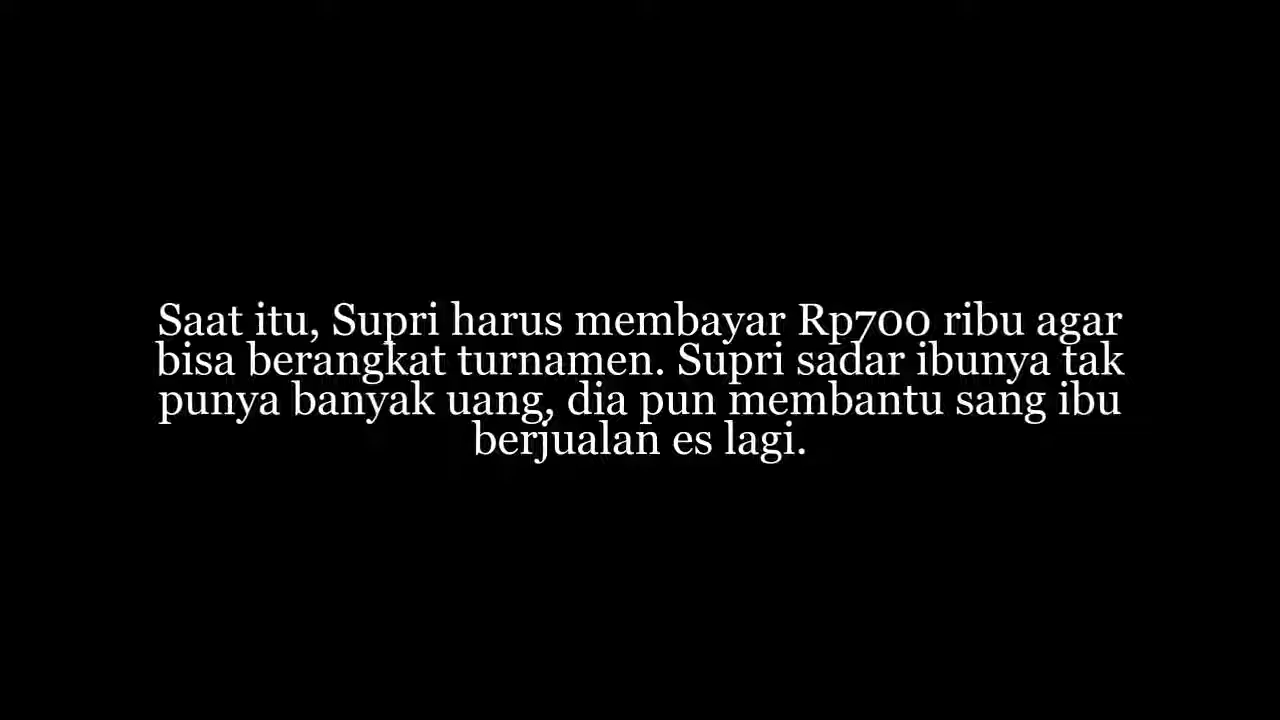 Saat itu, Supri harus membayar Rp700 ribu agar
bisa berangkat turnamen. Supri sadar ibunya tak
punya banyak uang, dia pun membantu sang ibu
berjualan es lagi.